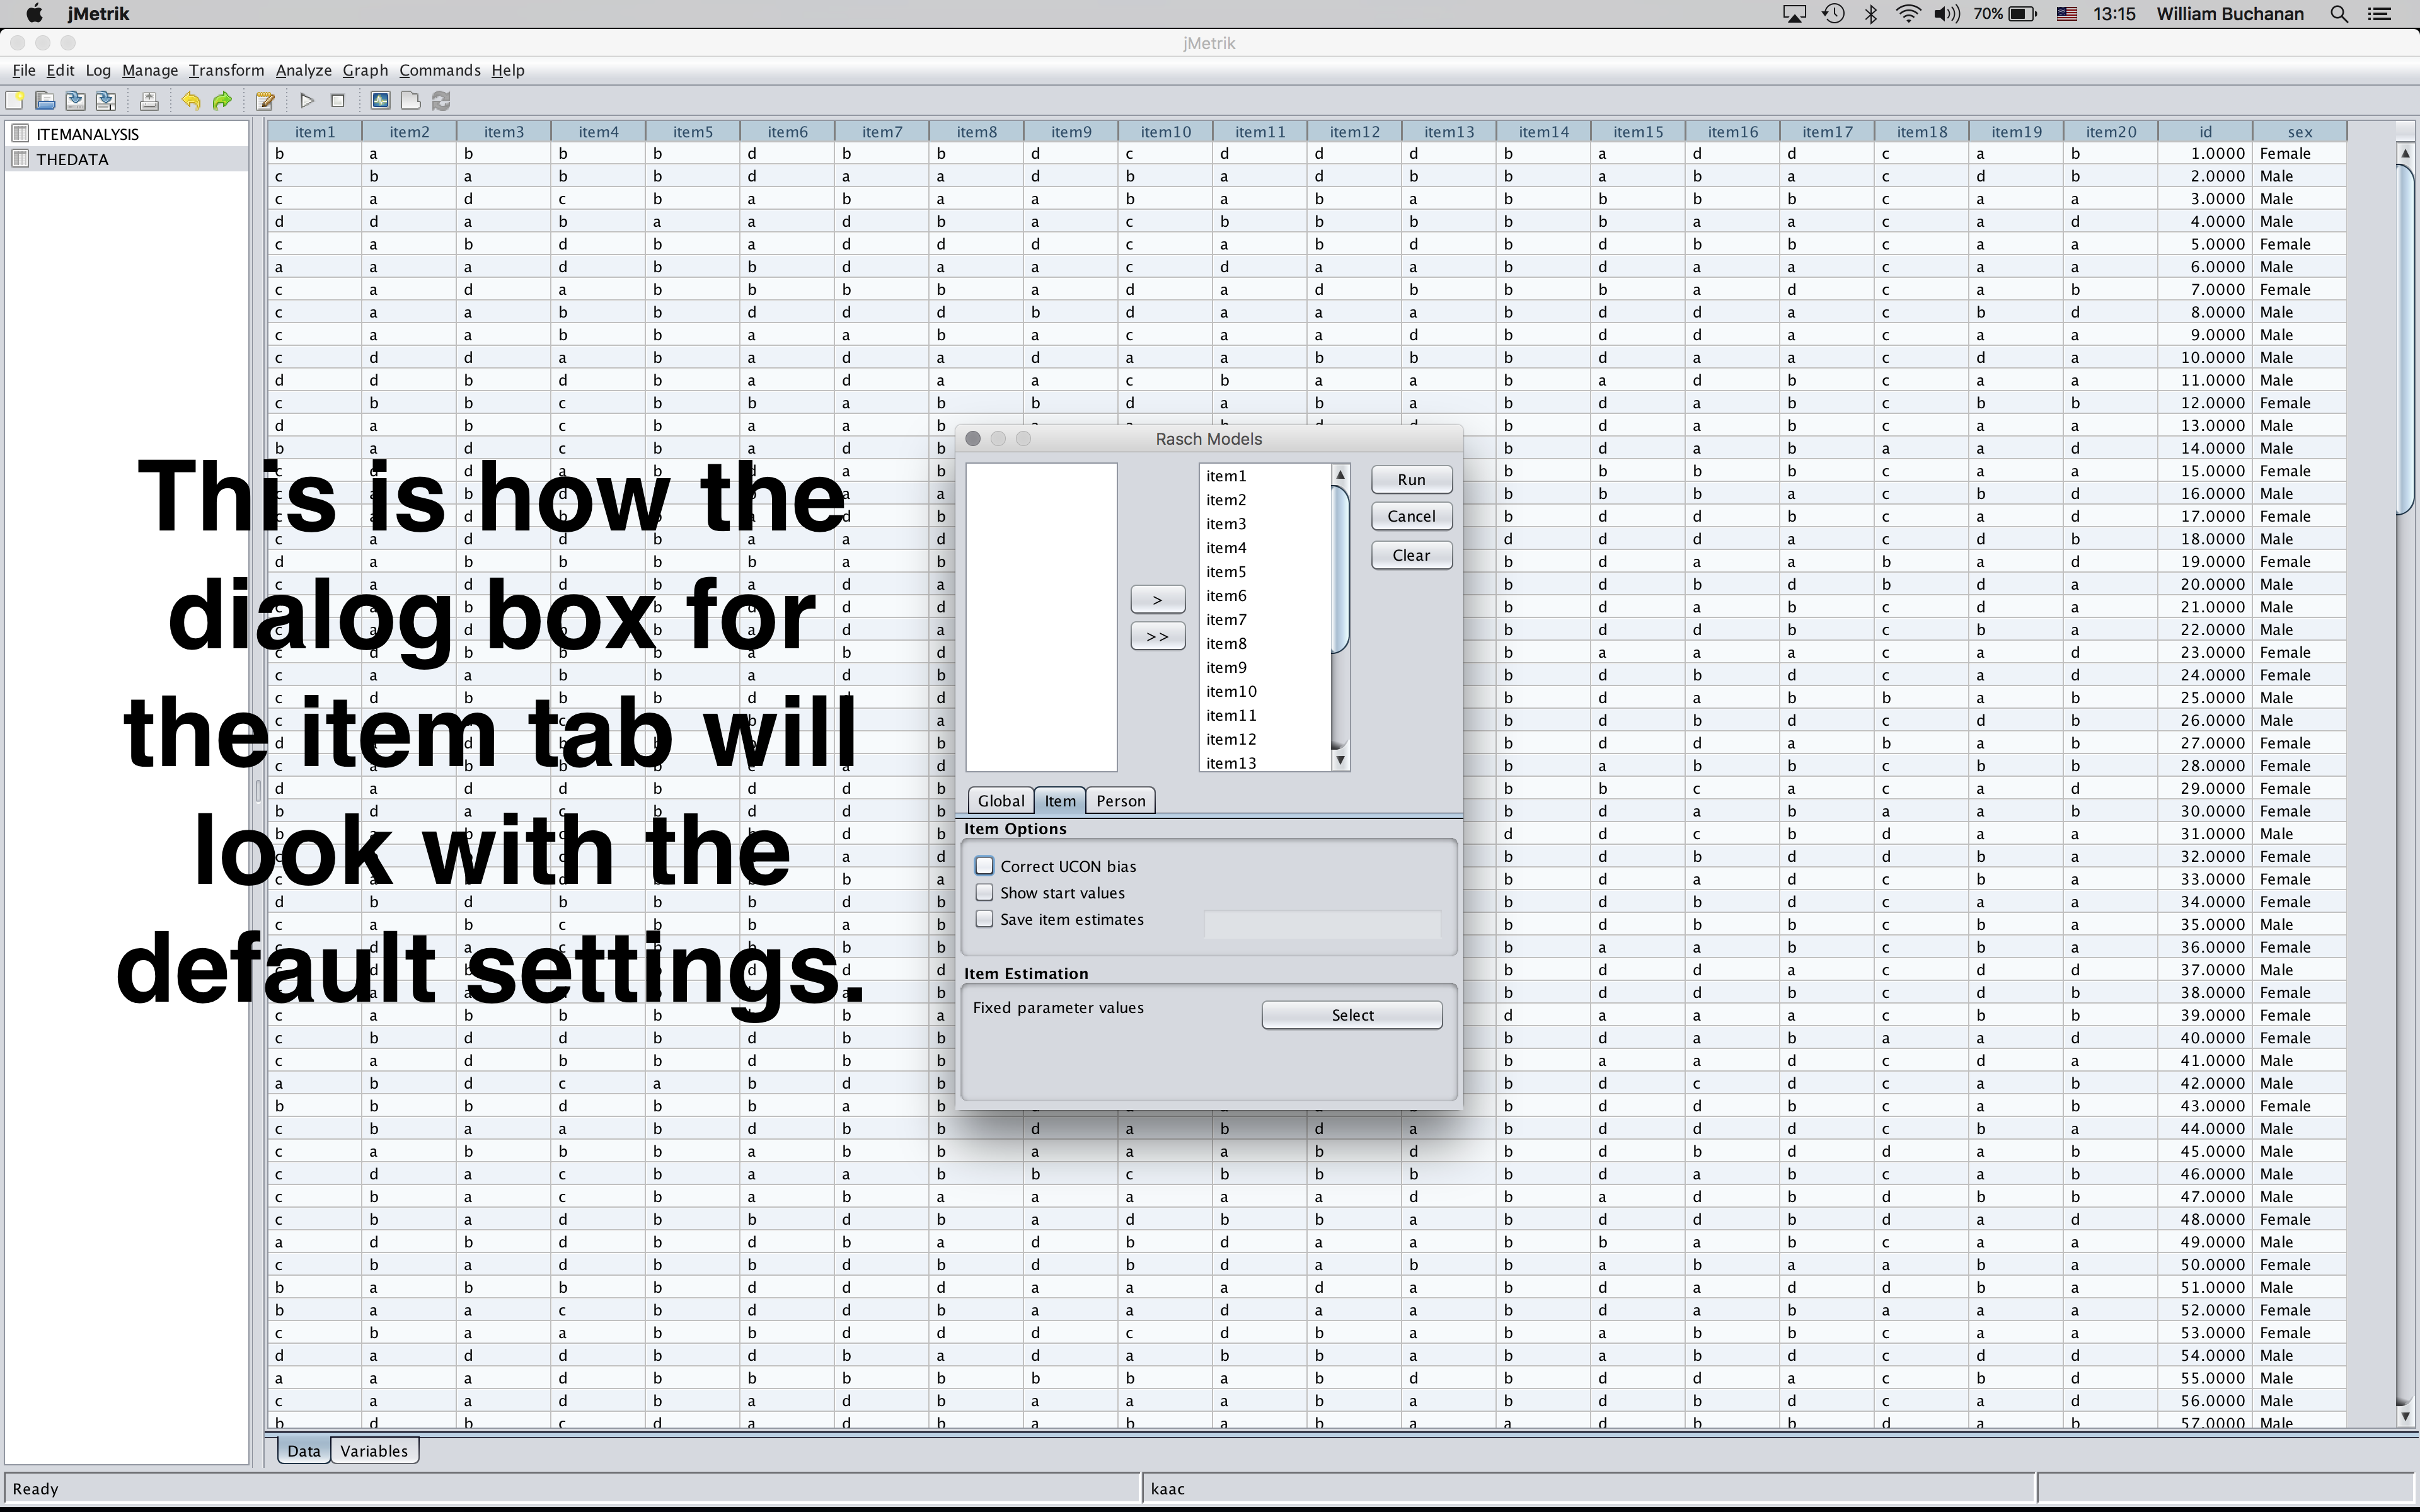 jMetrik
70%
13:15
William Buchanan
jMetrik
File Edit Log Manage Transform Analyze Graph Commands Help
ITEMANALYSIS
THEDATA
item1 item2 item3 item4 item5 item6 item7 item8 item9 item10 item11 item12 item13 item14 item15 item16 item17 item18 item19 item20 id sex
b a b b b d b b d c d d d b a d d c a b 1.0000 Female
c b a b b d a a d b a d b b a b a c d b 2.0000 Male
c a d c b a b a a b a b a b b b b c a a 3.0000 Male
d d a b a a d b a c b b b b b a a c a d 4.0000 Male
c a b d b a d d d c a b d b d b b c a a 5.0000 Female
a a a d b b d a a c d a a b d a a c a a 6.0000 Male
c a d a b b b b a d a d b b b a d c a b 7.0000 Female
c a a b b d d d b d a a a b d d a c b d 8.0000 Male
c a a b b a a b a c a a d b d d a c a a 9.0000 Male
c d d a b a d a d a a b b b d a a c d a 10.0000 Male
d d b d b a d a a c b a a b a d b c a a 11.0000 Male
c b b c b b a b b d a b a b d a b c b b 12.0000 Female
d a b c b a a b b d a b c a a 13.0000 Male
b a d c b a d b b d a b a a d 14.0000 Male
b b b b c a a 15.0000 Female
b b b a c b d 16.0000 Male
b d d b c a d 17.0000 Female
d d d a c d b 18.0000 Male
d a b b b b a b b d a a b a d 19.0000 Female
b d b d b d d 20.0000 Male
b d a b c d a 21.0000 Male
b d d b c b a 22.0000 Male
b a a a c a d 23.0000 Female
c a a b b a d b b d b d c a d 24.0000 Female
b d a b b a d 25.0000 Male
b d b d c d b 26.0000 Male
b d d a b a b 27.0000 Female
b a b b c b b 28.0000 Female
d a d d b d d b b b c a c a d 29.0000 Female
b d a b a a b 30.0000 Female
d d c b d a a 31.0000 Male
b d b d d b a 32.0000 Female
b d a d c b a 33.0000 Female
d b d b b b d b b d d b c a a 34.0000 Female
c a b c b b a b b d b d c b a 35.0000 Male
b a a b c b a 36.0000 Female
b d d a c d d 37.0000 Male
b d d b c d b 38.0000 Female
c a b b b b b a d a a a c b b 39.0000 Female
c b d d b d b b b d a b a a d 40.0000 Female
c a d b b b b b b a a d c d a 41.0000 Male
a b d c a b d b b d c d c a b 42.0000 Male
b b b d b b a b b d d b c a b 43.0000 Female
c b a a b d b b d a b d a b d d d c b a 44.0000 Male
c a b b b a b b a a a b d b d b d d a b 45.0000 Male
c d a c b a a b b c b b b b d a b c b b 46.0000 Male
c b a c b a b a a a a a d b a d b d b b 47.0000 Male
c b a d b b d b a d b b a b d d b d a d 48.0000 Female
a d b d b d b a d b d a a b b a b c a a 49.0000 Male
c b a d b b d b d b d a b b a b a a b a 50.0000 Female
b a b b b d d d a a a d a b d a d d b a 51.0000 Male
b a a c b d d b a a d a a b d a b a a a 52.0000 Female
c b a a b b d d d c d b a b a b b c a a 53.0000 Female
d a d d b d b a d a b b a b a b d c d d 54.0000 Male
a a a d b b b b b b a b d b d d a c b d 55.0000 Male
c a a d b a d b a a a b a b d b d c a d 56.0000 Male
b d b c d a d b a b a b a a d b b d a b 57.0000 Male
This is how the
dialog box for
the item tab will
look with the
default settings.
Rasch Models
item1
item2
item3
item4
item5
item6
item7
item8
item9
item10
item11
item12
item13
>
>>
Run
Cancel
Clear
Global Item Person
Item Options
Correct UCON bias
Show start values
Save item estimates
Item Estimation
Fixed parameter values Select
Data Variables
Ready kaac